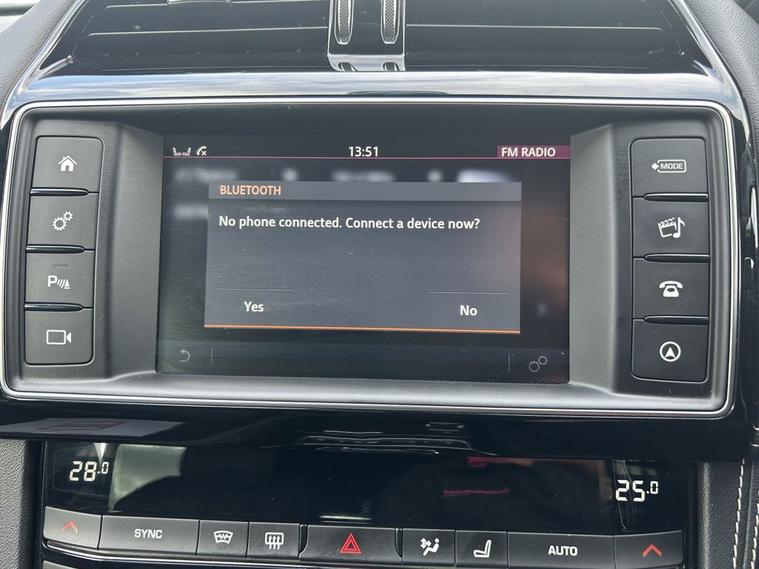 13:51
FM RADIO
MODE
BLUETOOTH
No phone connected. Connect a device now?
P
Yes
No
28.0
25.0
SYNC
AUTO